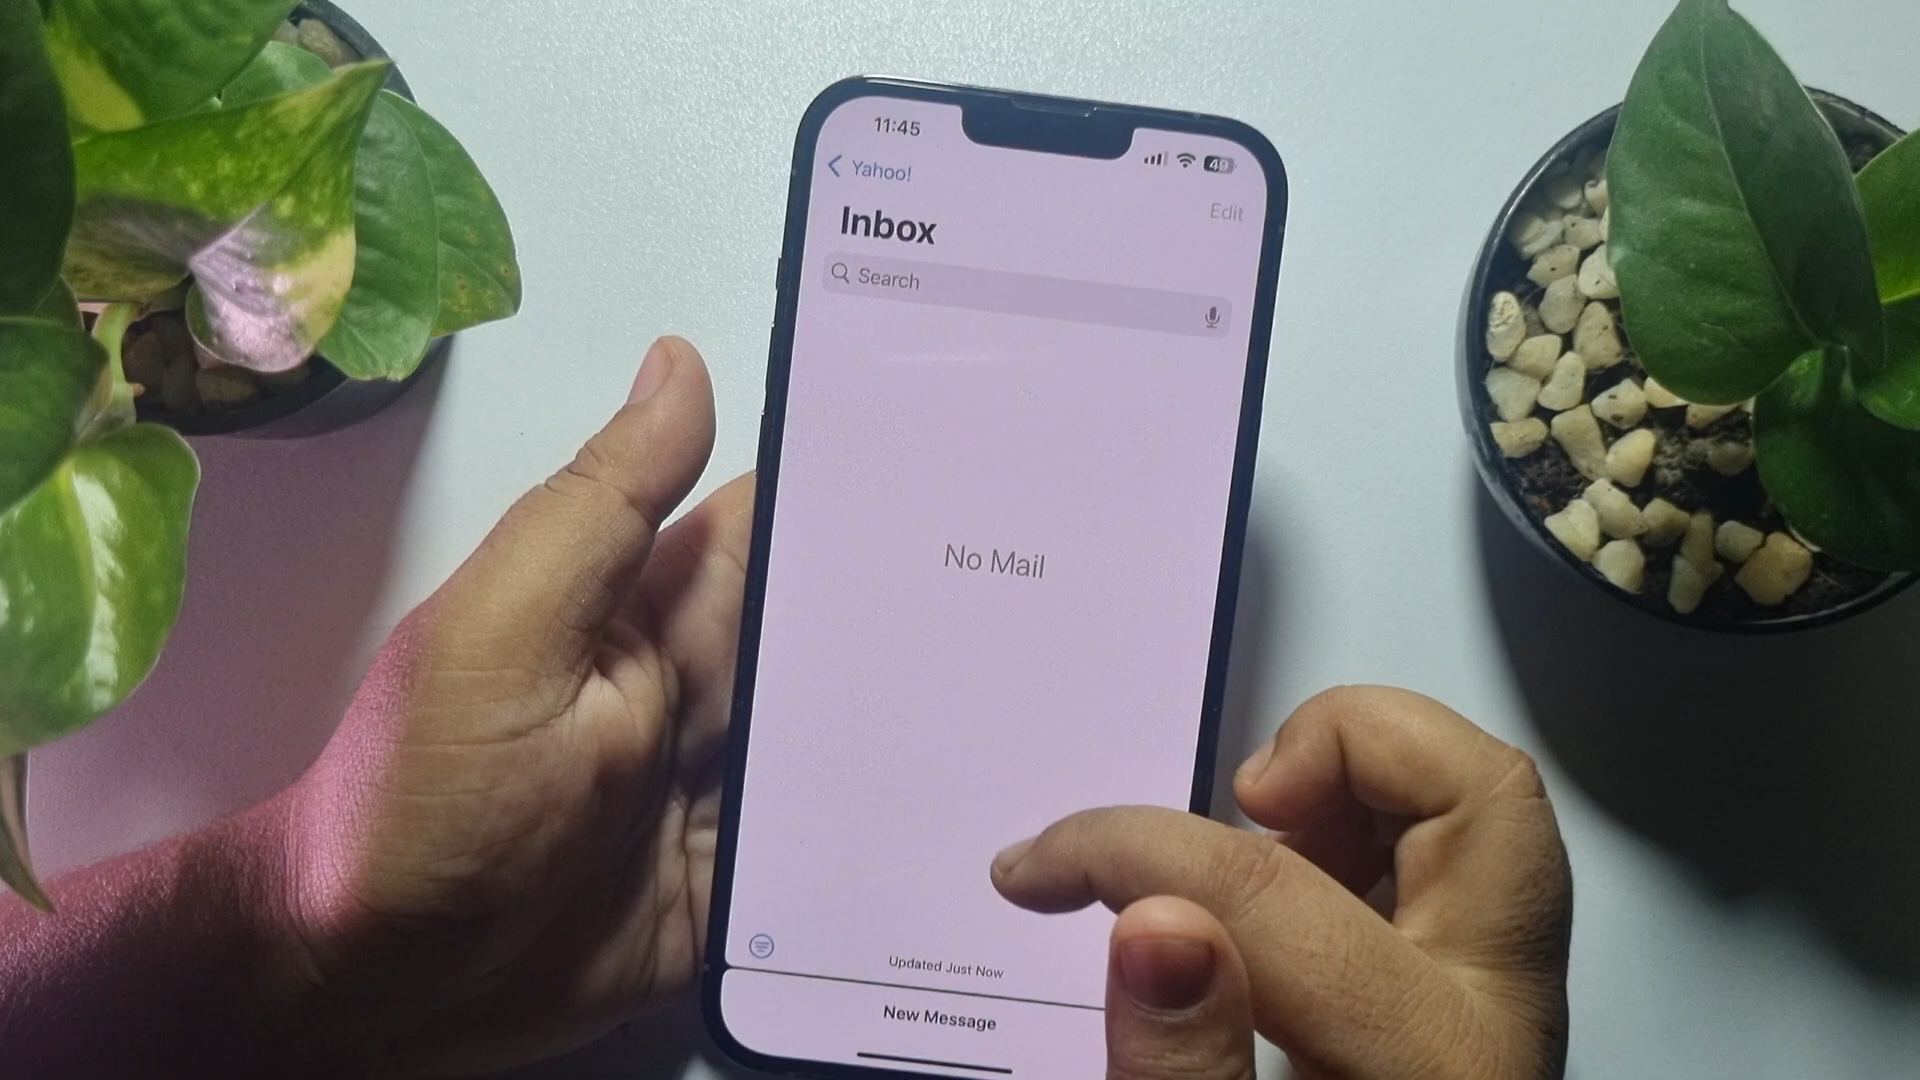 11:45
49
Yahoo!
Edit
Inbox
Search
No Mail
Updated Just Now
New Message